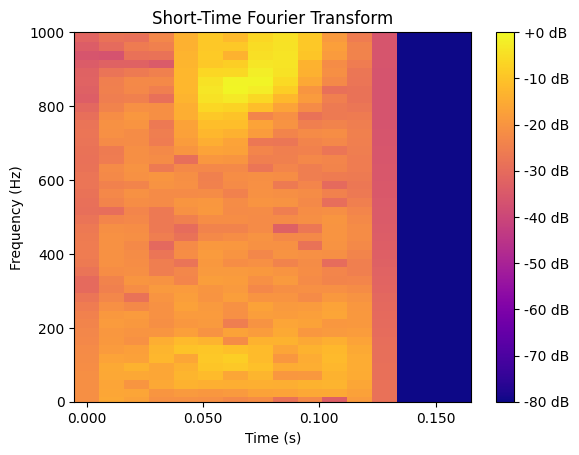 Short-Time Fourier Transform
Frequency (Hz)
1000
800
600
400
200
0
0.000
0.050
0.100
0.150
Time (s)
+0 dB
-10 dB
-20 dB
-30 dB
-40 dB
-50 dB
-60 dB
-70 dB
-80 dB